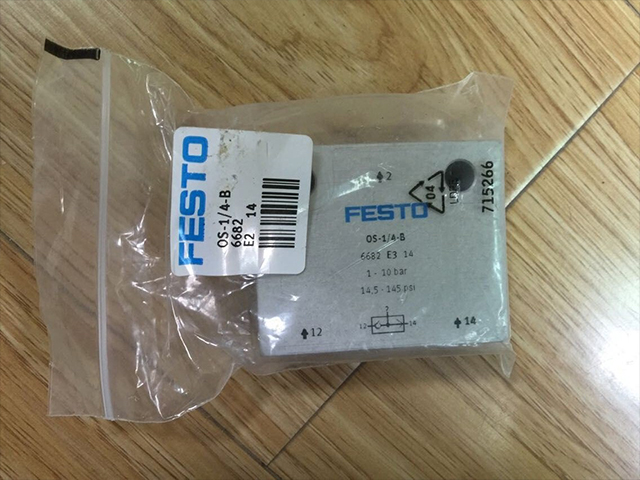 FESTO
OS-1/4-B
6682
E2 14
2
FESTO
OS-1/4-B
6682 E3 14
1 - 10 bar
14.5 - 145 psi
12
2
12 14
14
04
715266